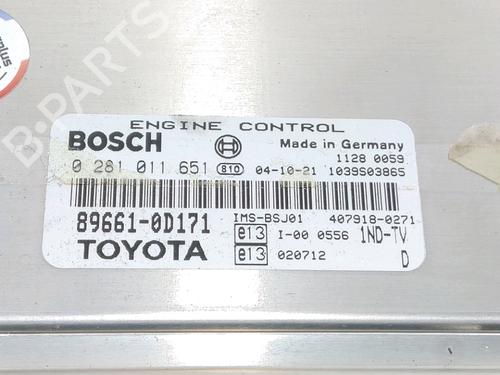 plus
B-PARTS
ENGINE CONTROL
BOSCH
Made in Germany
1128 0059
0 281 011 651 810 04-10-21 1039S03865
89661-0D171
IMS-BSJ01 407918-0271
TOYOTA
e13 I-00 0556 1ND-TV
e13 020712 D